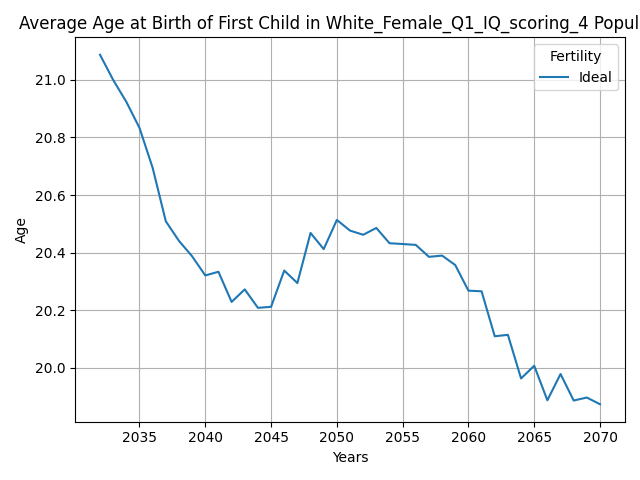 Average Age at Birth of First Child in White_Female_Q1_IQ_scoring_4 Popul
Fertility
Ideal
21.0
20.8
20.6
20.4
20.2
20.0
Age
2035 2040 2045 2050 2055 2060 2065 2070
Years